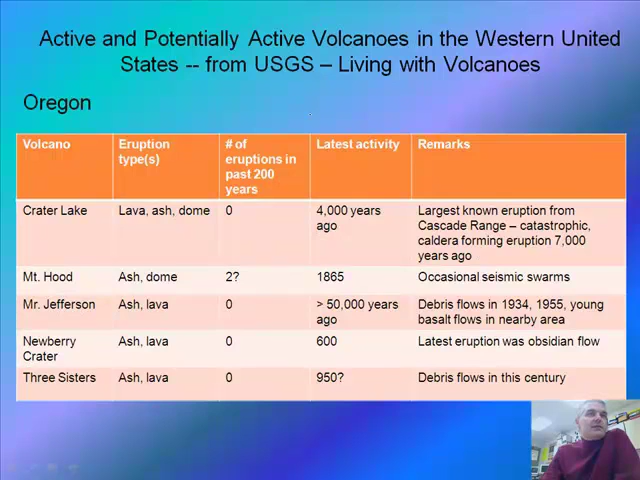 Active and Potentially Active Volcanoes in the Western United
States -- from USGS – Living with Volcanoes
Oregon
Volcano Eruption type(s) # of eruptions in past 200 years Latest activity Remarks
Crater Lake Lava, ash, dome 0 4,000 years ago Largest known eruption from Cascade Range – catastrophic, caldera forming eruption 7,000 years ago
Mt. Hood Ash, dome 2? 1865 Occasional seismic swarms
Mr. Jefferson Ash, lava 0 > 50,000 years ago Debris flows in 1934, 1955, young basalt flows in nearby area
Newberry Crater Ash, lava 0 600 Latest eruption was obsidian flow
Three Sisters Ash, lava 0 950? Debris flows in this century